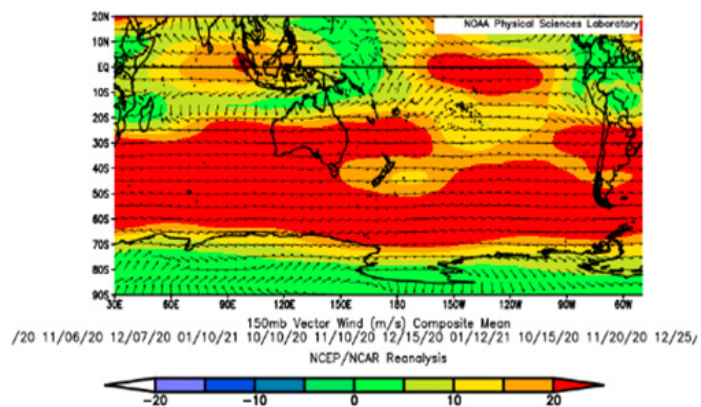 NOAA Physical Sciences Laboratory
20N
10N
EQ
10S
20S
30S
40S
50S
60S
70S
80S
90S
30E 60E 90E 120E 150E 180 150W 120W 90W 60W
150mb Vector Wind (m/s) Composite Mean
/20 11/06/20 12/07/20 01/10/21 10/10/20 11/10/20 12/15/20 01/12/21 10/15/20 11/20/20 12/25/
NCEP/NCAR Reanalysis
-20 -10 0 10 20